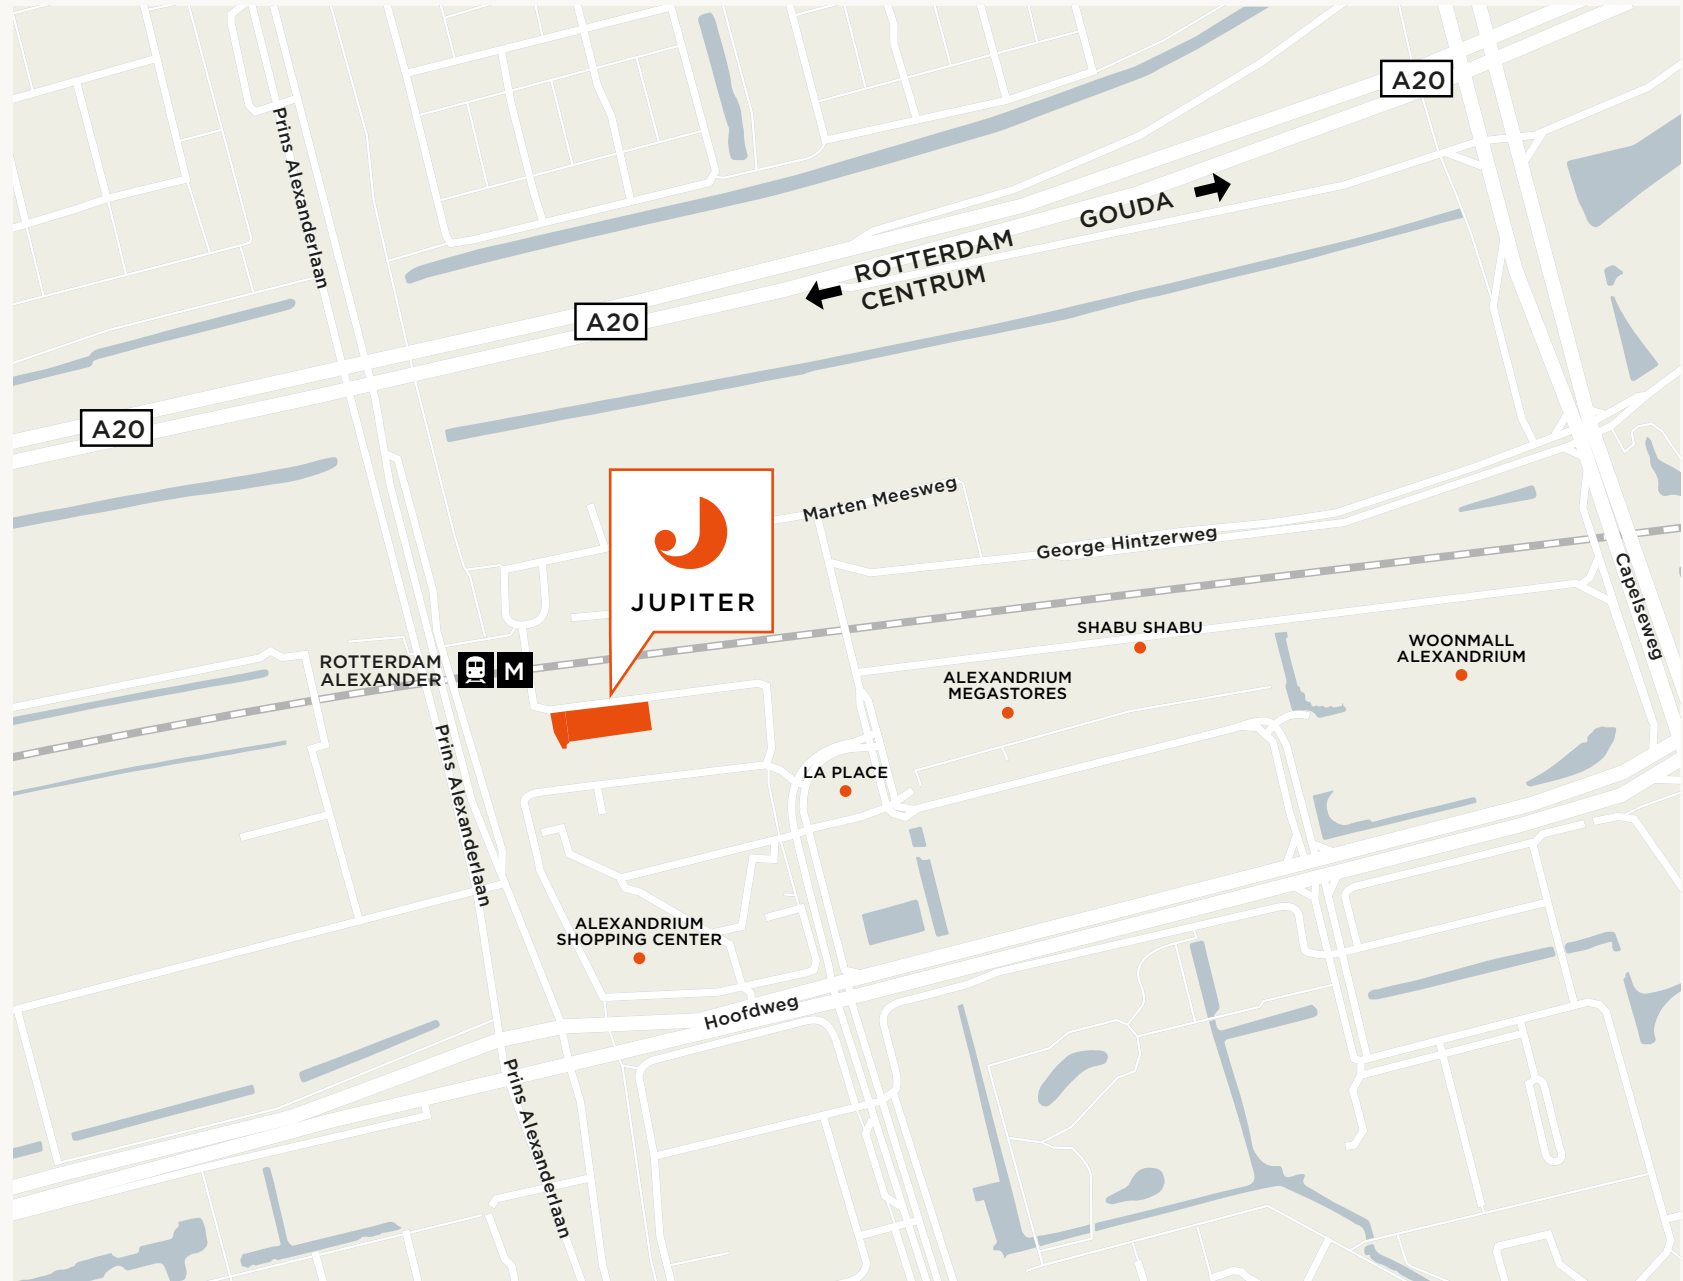 A20
Prins Alexanderlaan
GOUDA
ROTTERDAM
CENTRUM
A20
A20
Marten Meesweg
George Hintzerweg
Capelseweg
JUPITER
SHABU SHABU
WOONMALL
ALEXANDRIUM
ROTTERDAM
ALEXANDER
M
ALEXANDRIUM
MEGASTORES
Prins Alexanderlaan
LA PLACE
ALEXANDRIUM
SHOPPING CENTER
Hoofdweg
Prins Alexanderlaan